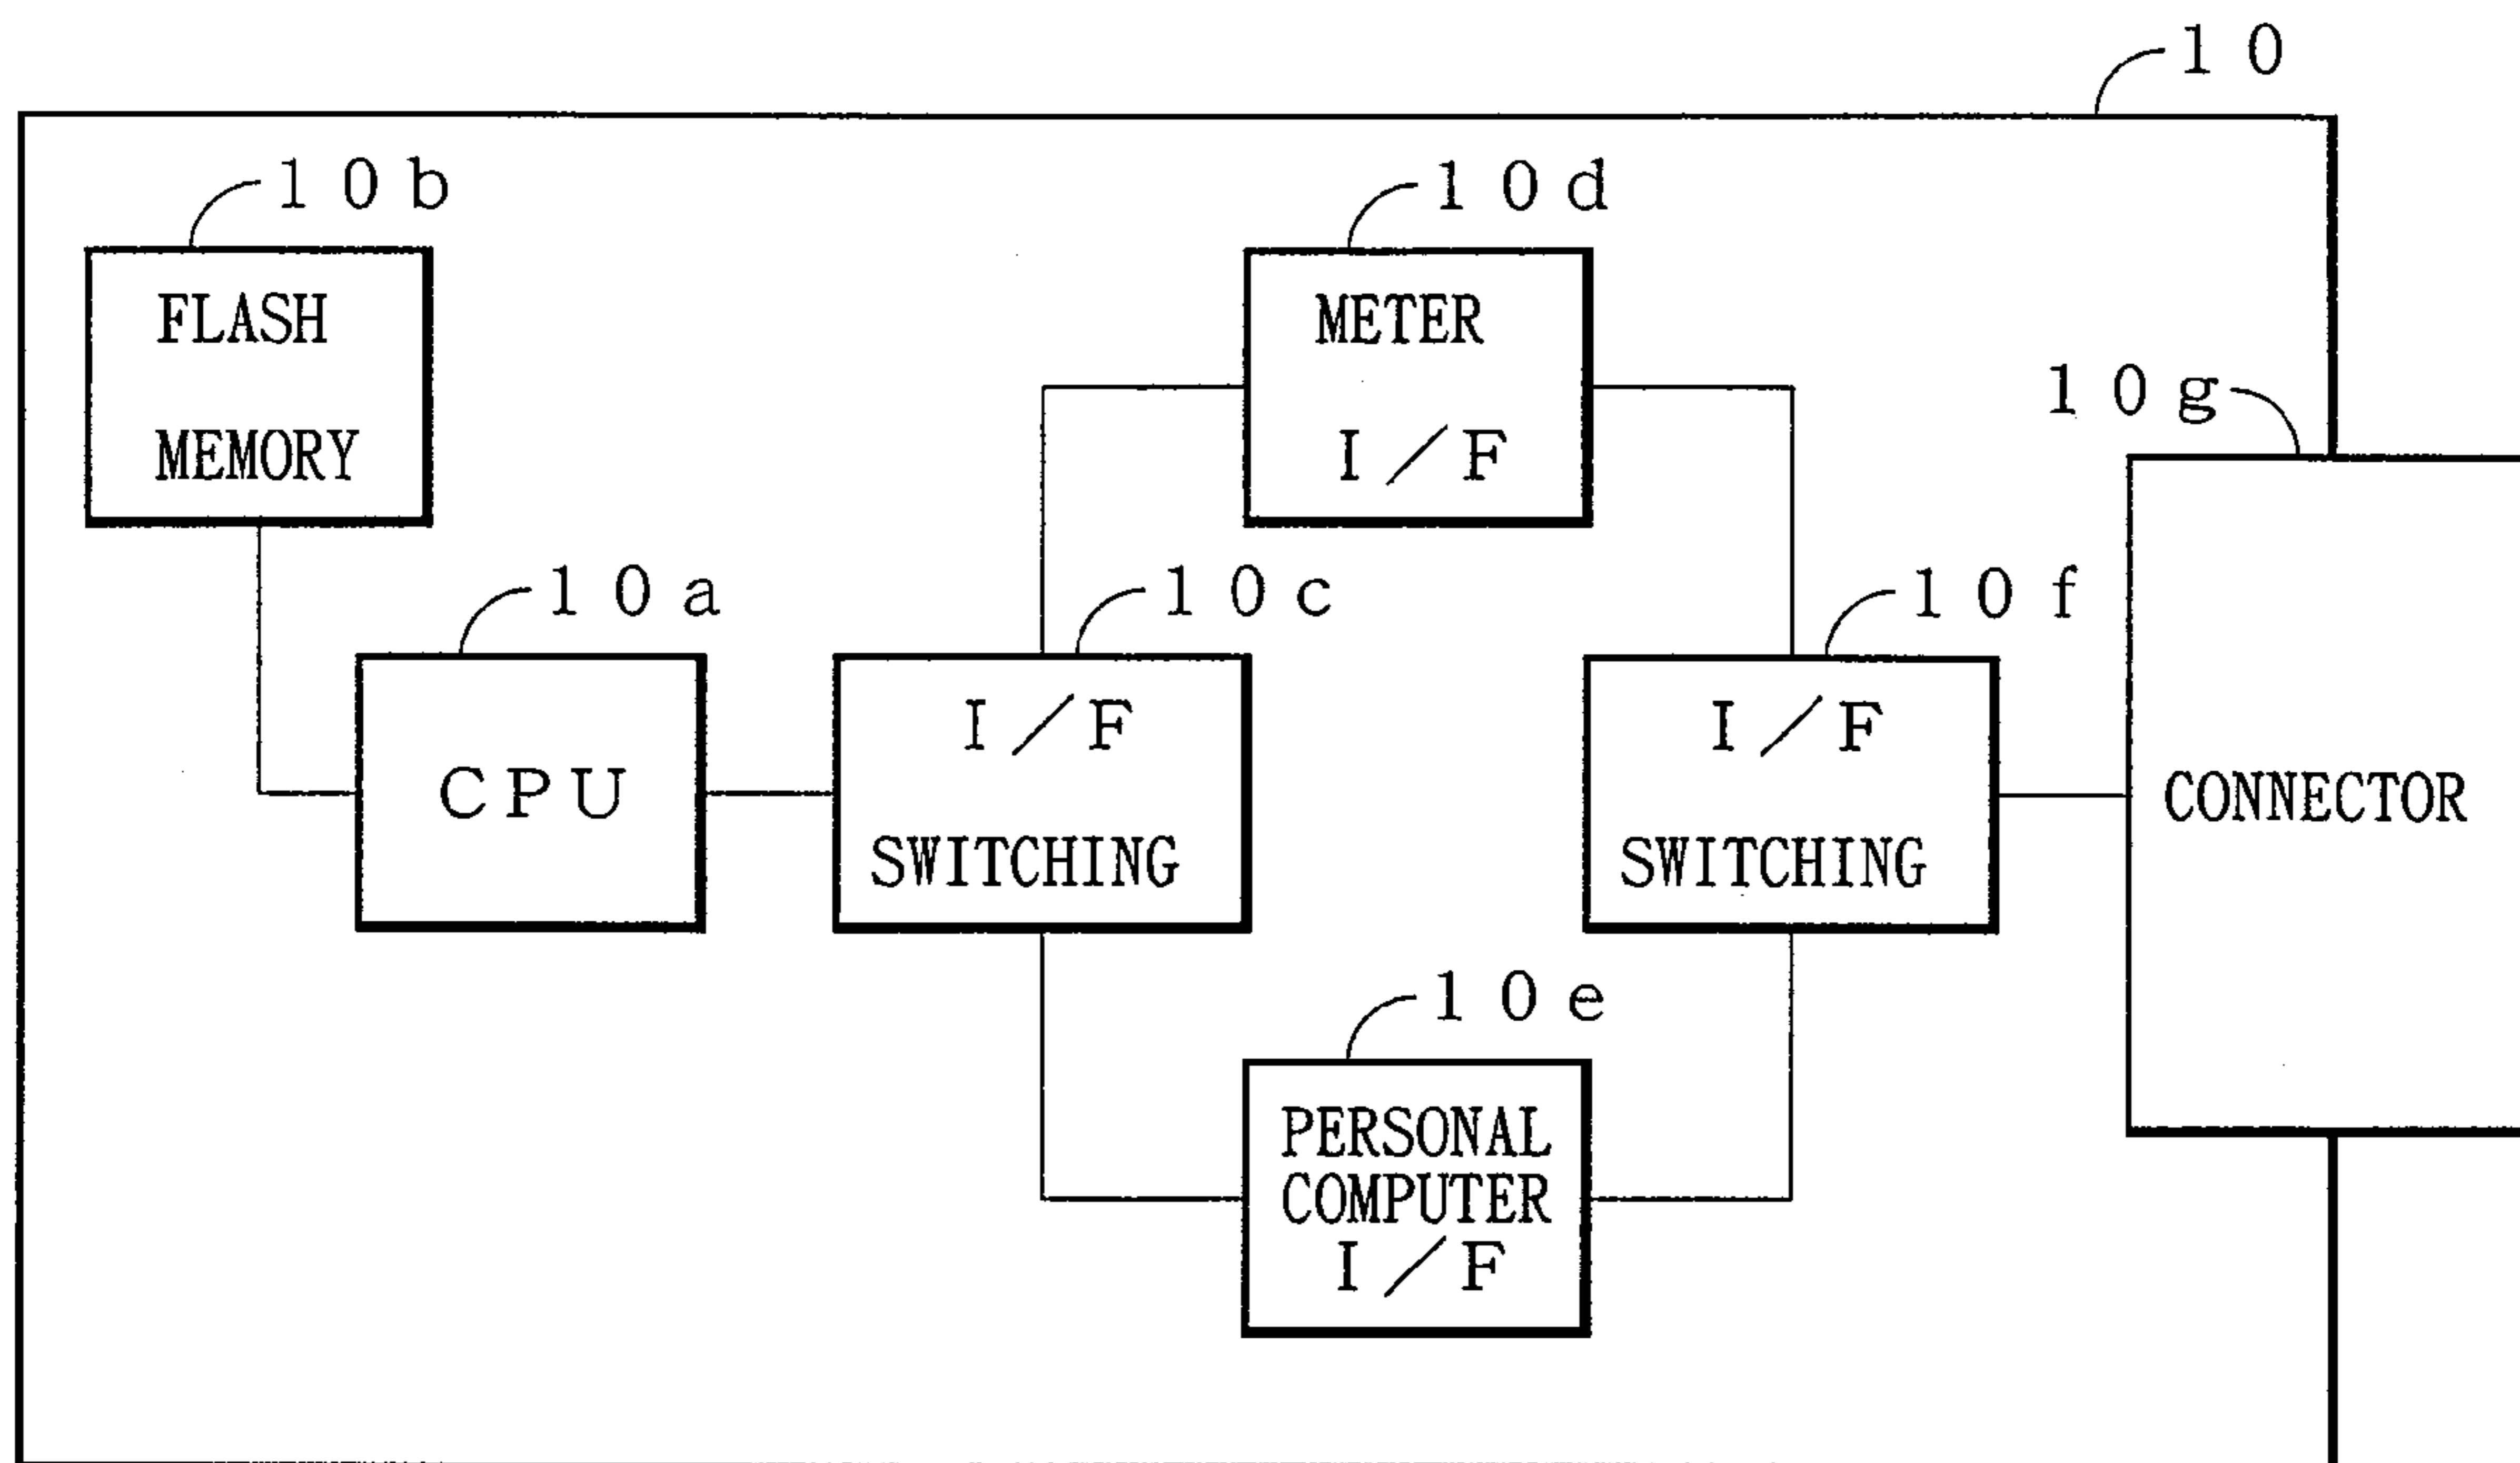 10
10b
10d
FLASH
MEMORY
METER
I/F
10g
10a
10c
10f
CPU
I/F
SWITCHING
I/F
SWITCHING
CONNECTOR
10e
PERSONAL
COMPUTER
I/F